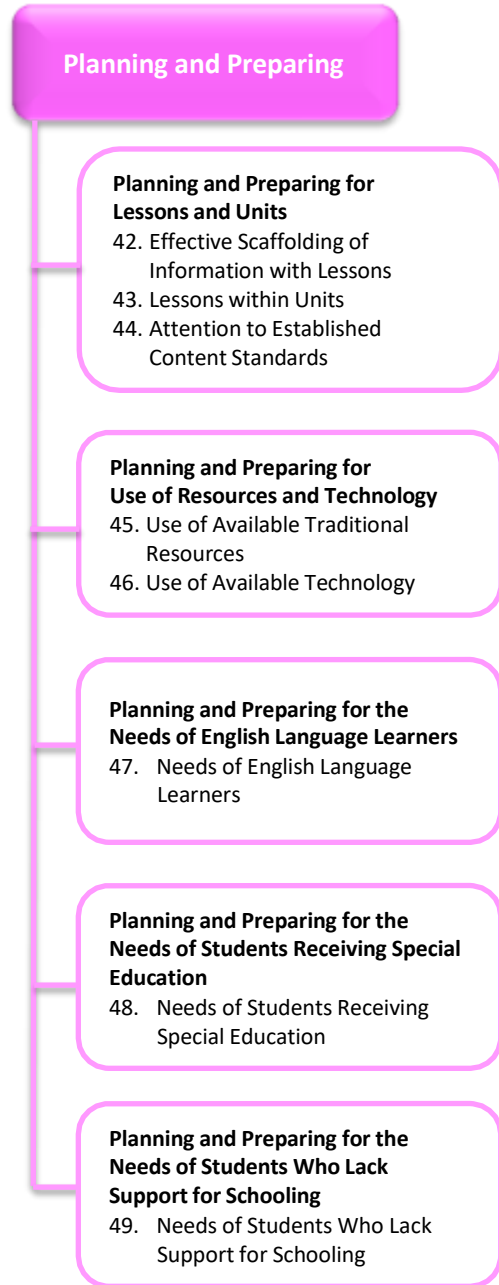 Planning and Preparing
Planning and Preparing for
Lessons and Units
42. Effective Scaffolding of
Information with Lessons
43. Lessons within Units
44. Attention to Established
Content Standards
Planning and Preparing for
Use of Resources and Technology
45. Use of Available Traditional
Resources
46. Use of Available Technology
Planning and Preparing for the
Needs of English Language Learners
47. Needs of English Language
Learners
Planning and Preparing for the
Needs of Students Receiving Special
Education
48. Needs of Students Receiving
Special Education
Planning and Preparing for the
Needs of Students Who Lack
Support for Schooling
49. Needs of Students Who Lack
Support for Schooling